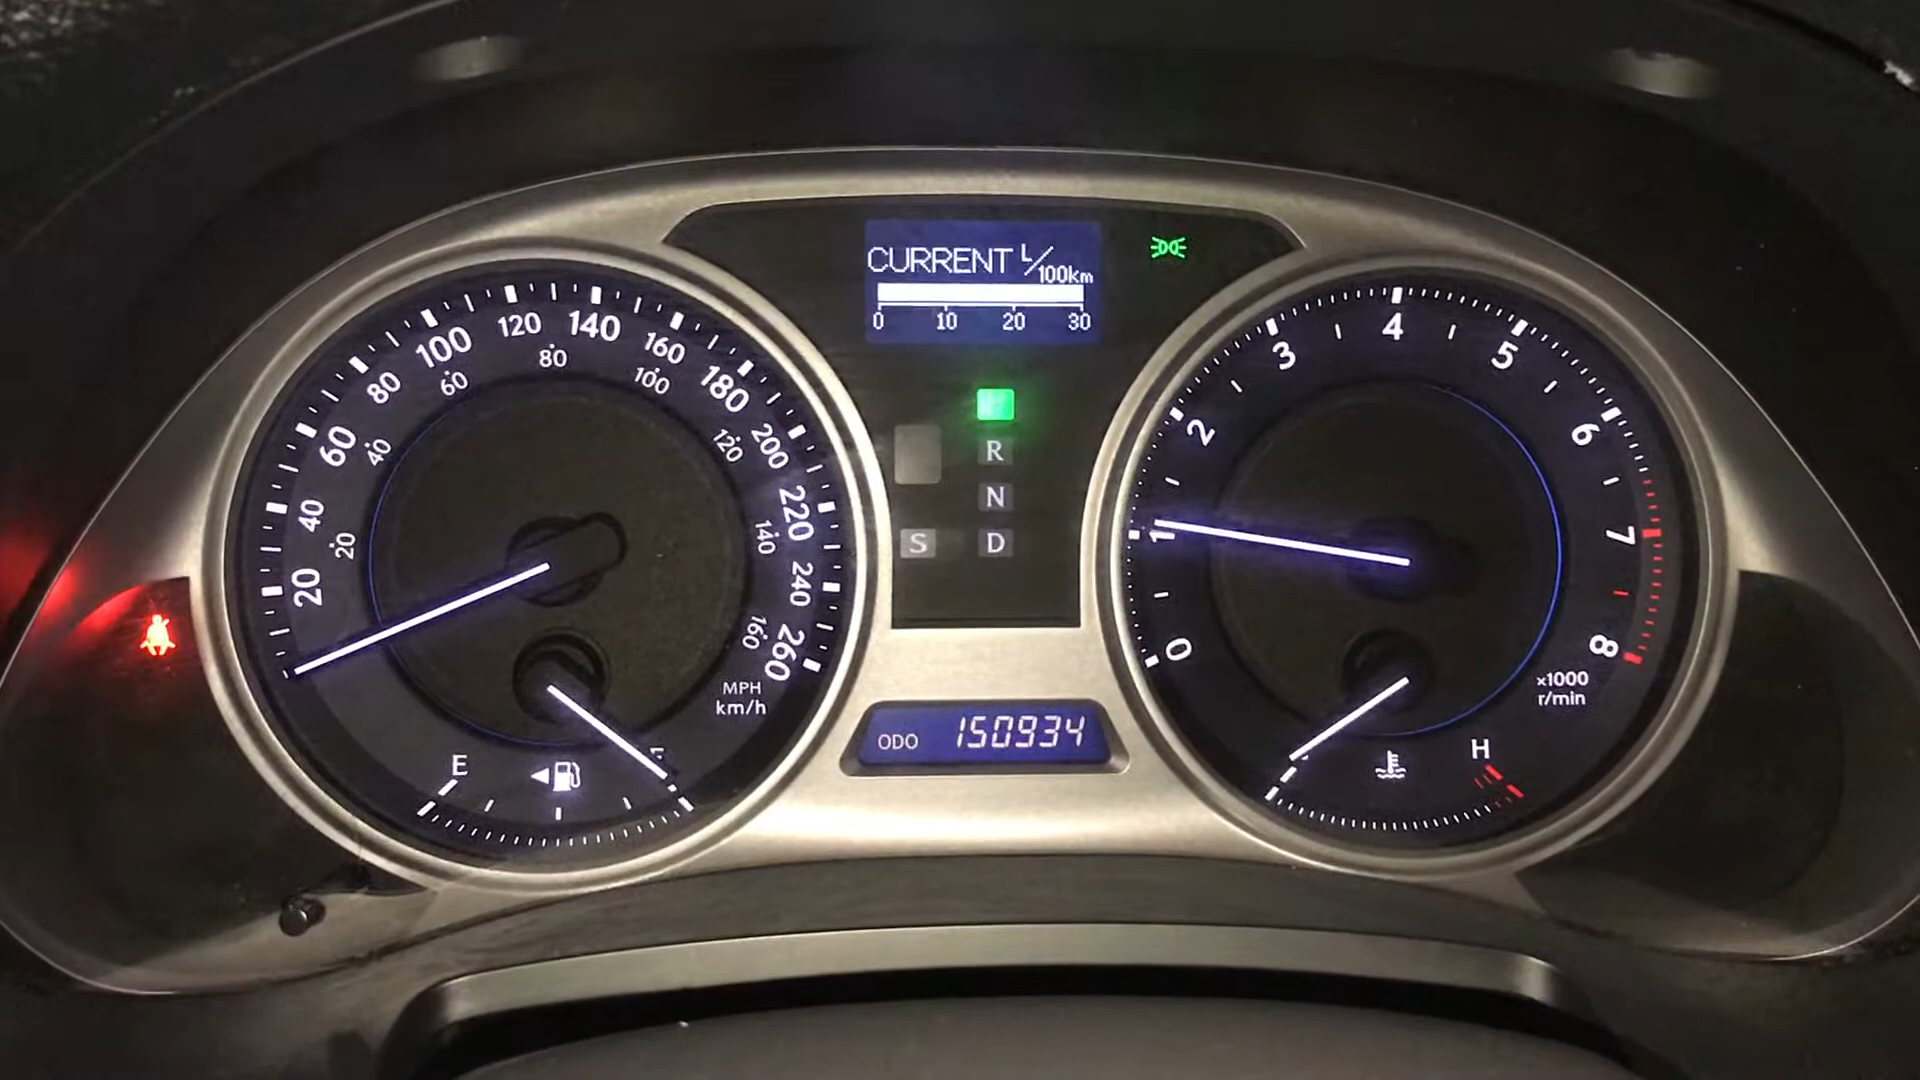 CURRENT L/100km
0 10 20 30
20 40 60 80 100 120 140 160 180 200 220 240 260
20 40 60 80 100 120 140 160
MPH
km/h
E
R
N
S D
ODO 150934
0 1 2 3 4 5 6 7 8
x1000
r/min
H